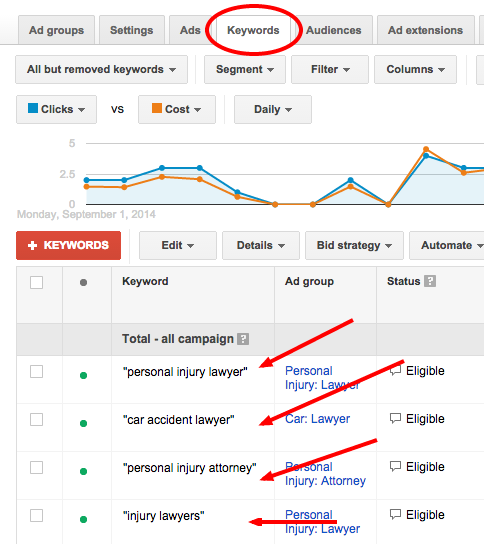 Ad groups Settings Ads Keywords Audiences Ad extensions
All but removed keywords Segment Filter Columns
Clicks vs Cost Daily
5
2.5
0
Monday, September 1, 2014
+ KEYWORDS Edit Details Bid strategy Automate
Keyword Ad group Status ?
Total - all campaign ?
"personal injury lawyer" Personal Eligible
Injury: Lawyer
"car accident lawyer" Car: Lawyer Eligible
"personal injury attorney" Personal Eligible
Injury: Attorney
"injury lawyers" Personal Eligible
Injury: Lawyer